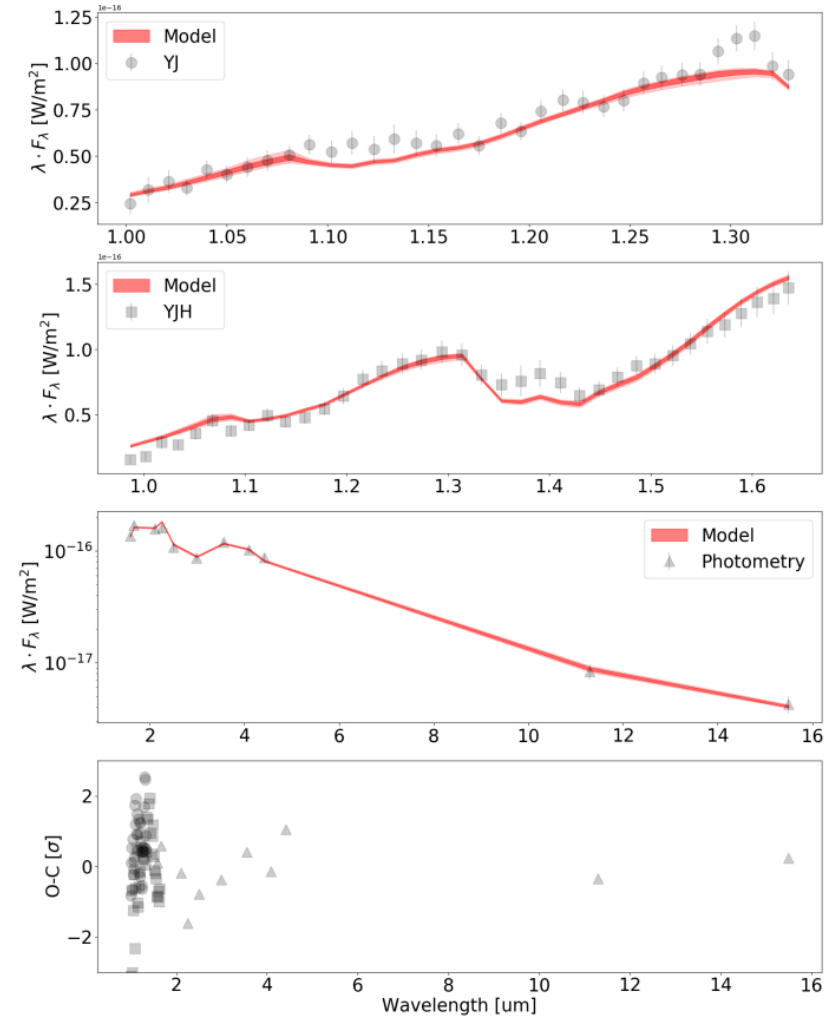 1e−16
1.25
1.00
0.75
0.50
0.25
λ · Fλ [W/m²]
Model
YJ
1.00 1.05 1.10 1.15 1.20 1.25 1.30
1e−16
1.5
1.0
0.5
λ · Fλ [W/m²]
Model
YJH
1.0 1.1 1.2 1.3 1.4 1.5 1.6
10⁻¹⁶
10⁻¹⁷
λ · Fλ [W/m²]
Model
Photometry
2 4 6 8 10 12 14 16
2
0
−2
O-C [σ]
2 4 6 8 10 12 14 16
Wavelength [um]